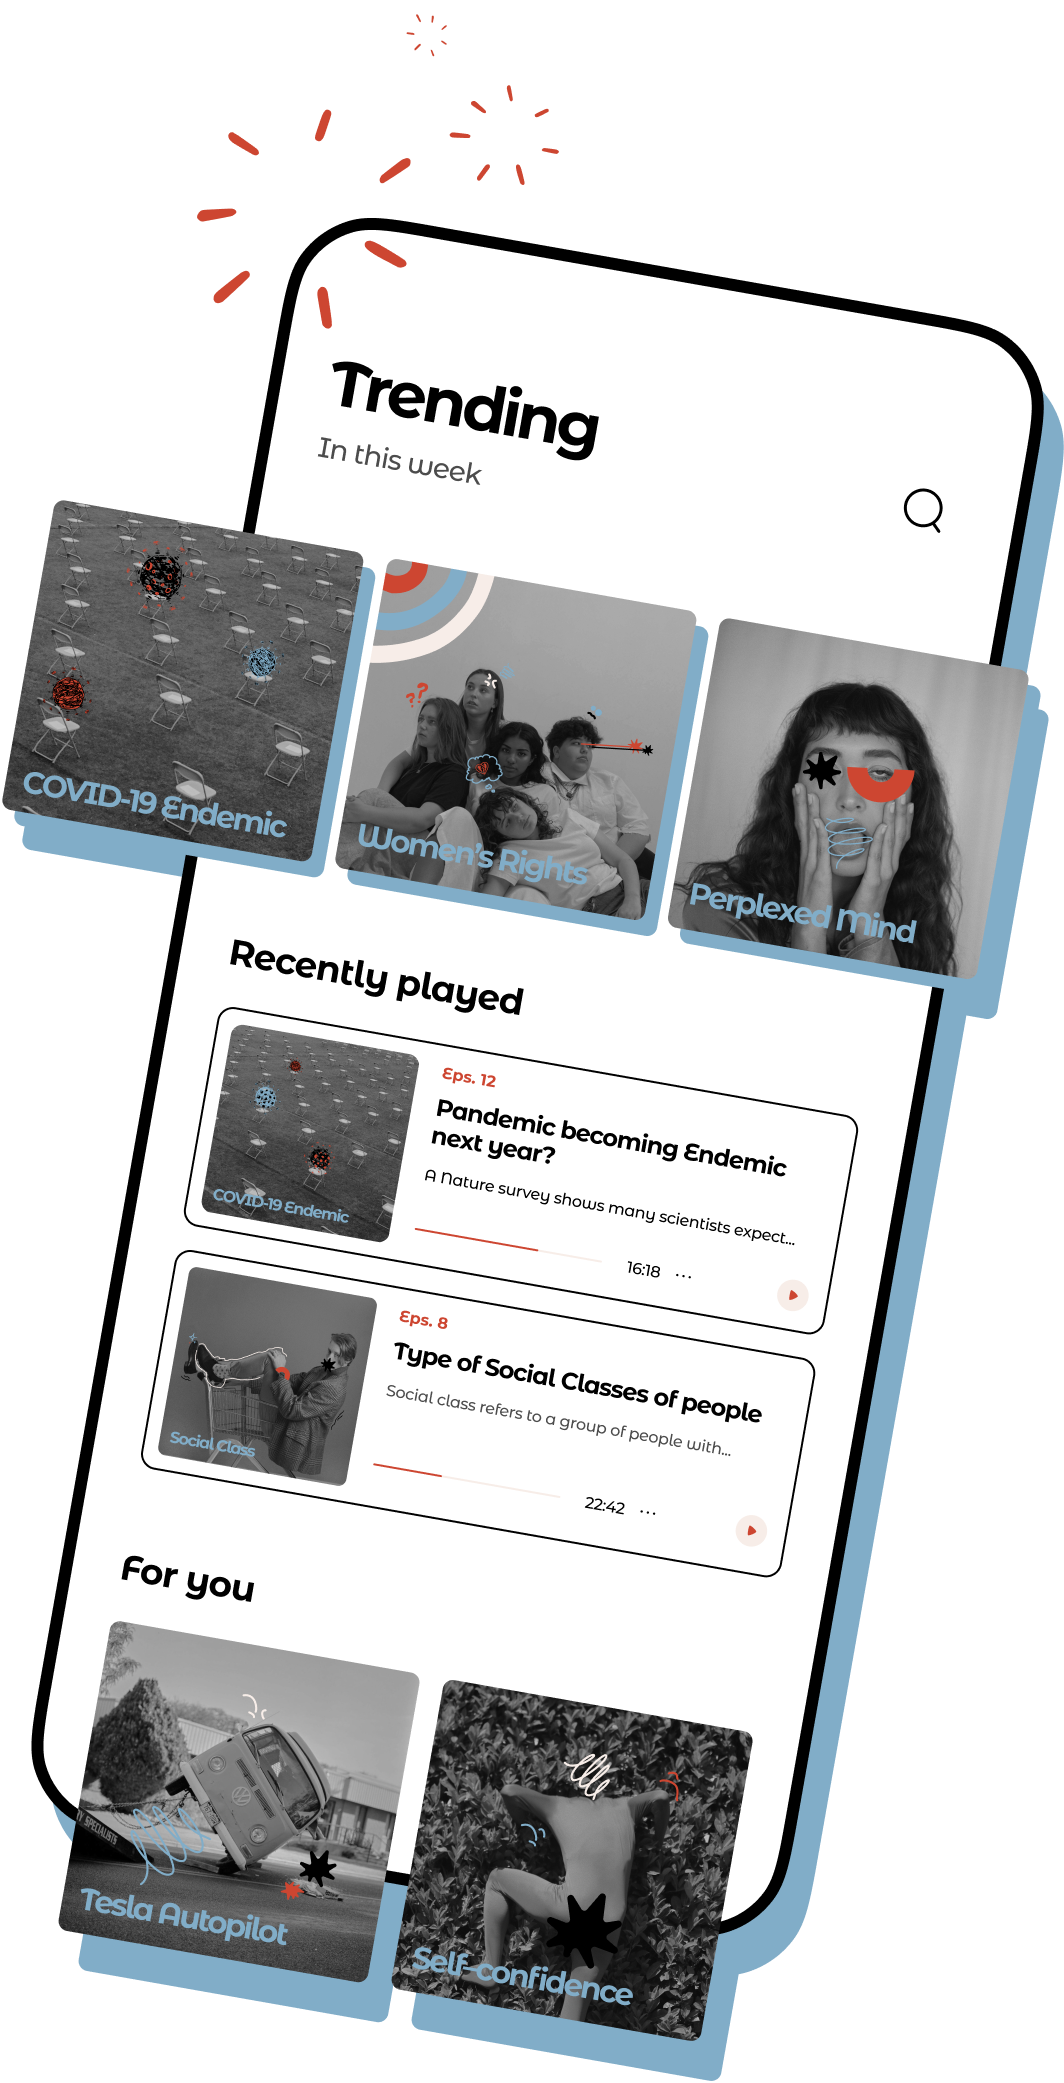 Trending
In this week
COVID-19 Endemic
Women's Rights
Perplexed Mind
Recently played
COVID-19 Endemic
Eps. 12
Pandemic becoming Endemic
next year?
A Nature survey shows many scientists expect...
16:18 ...
Social Class
Eps. 8
Type of Social Classes of people
Social class refers to a group of people with...
22:42 ...
For you
SPECIALISTS
Tesla Autopilot
Self-confidence